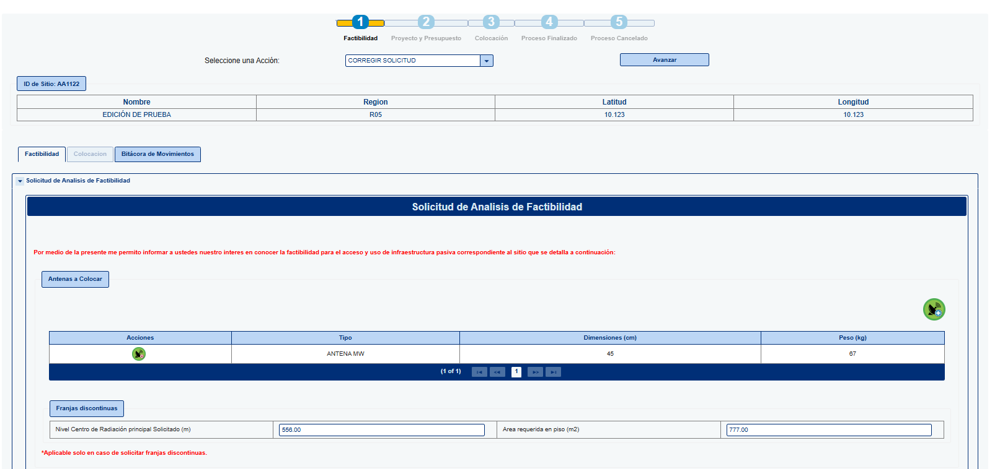 1 2 3 4 5
Factibilidad Proyecto y Presupuesto Colocación Proceso Finalizado Proceso Cancelado
Seleccione una Acción: CORREGIR SOLICITUD Avanzar
ID de Sitio: AA1122
Nombre Region Latitud Longitud
EDICIÓN DE PRUEBA R05 10.123 10.123
Factibilidad Colocacion Bitácora de Movimientos
Solicitud de Analisis de Factibilidad
Solicitud de Analisis de Factibilidad
Por medio de la presente me permito informar a ustedes nuestro interes en conocer la factibilidad para el acceso y uso de infraestructura pasiva correspondiente al sitio que se detalla a continuación:
Antenas a Colocar
Acciones Tipo Dimensiones (cm) Peso (kg)
ANTENA MW 45 67
(1 of 1) 1
Franjas discontinuas
Nivel Centro de Radiación principal Solicitado (m) 556.00 Area requerida en piso (m2) 777.00
*Aplicable solo en caso de solicitar franjas discontinuas.